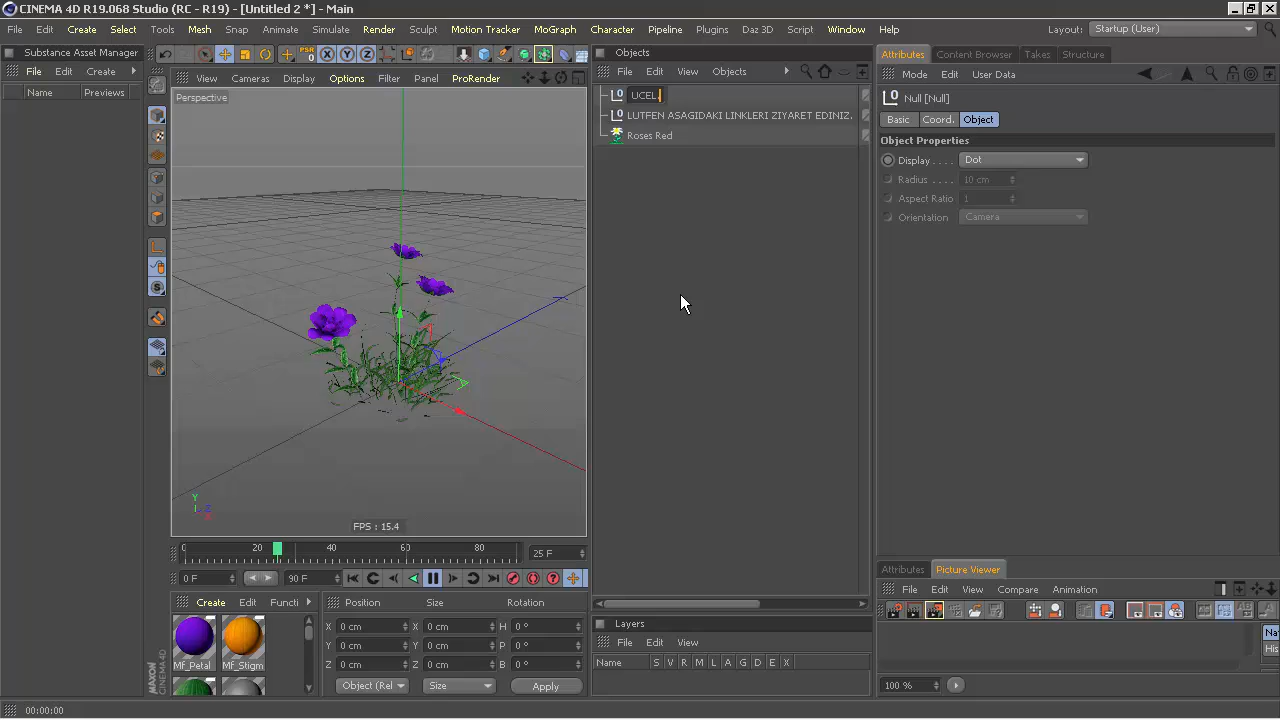 CINEMA 4D R19.068 Studio (RC - R19) - [Untitled 2 *] - Main
File Edit Create Select Tools Mesh Snap Animate Simulate Render Sculpt Motion Tracker MoGraph Character Pipeline Plugins Daz 3D Script Window Help Layout: Startup (User)
Substance Asset Manager
File Edit Create
Name Previews
PSR
X Y Z
View Cameras Display Options Filter Panel ProRender
Perspective
Y
Z
X
FPS : 15.4
0 20 40 60 80 25 F
0 F 90 F
Create Edit Functi
Mf_Petal Mf_Stigm
MAXON CINEMA 4D
Position Size Rotation
X 0 cm X 0 cm H 0 °
Y 0 cm Y 0 cm P 0 °
Z 0 cm Z 0 cm B 0 °
Object (Rel Size Apply
00:00:00
Objects
File Edit View Objects
UCEL.
LUTFEN ASAGIDAKI LINKLERI ZIYARET EDINIZ.
Roses Red
Layers
File Edit View
Name S V R M L A G D E X
Attributes Content Browser Takes Structure
Mode Edit User Data
Null [Null]
Basic Coord. Object
Object Properties
Display . . . . Dot
Radius . . . . 10 cm
Aspect Ratio 1
Orientation Camera
Attributes Picture Viewer
File Edit View Compare Animation
Na
His
100 %